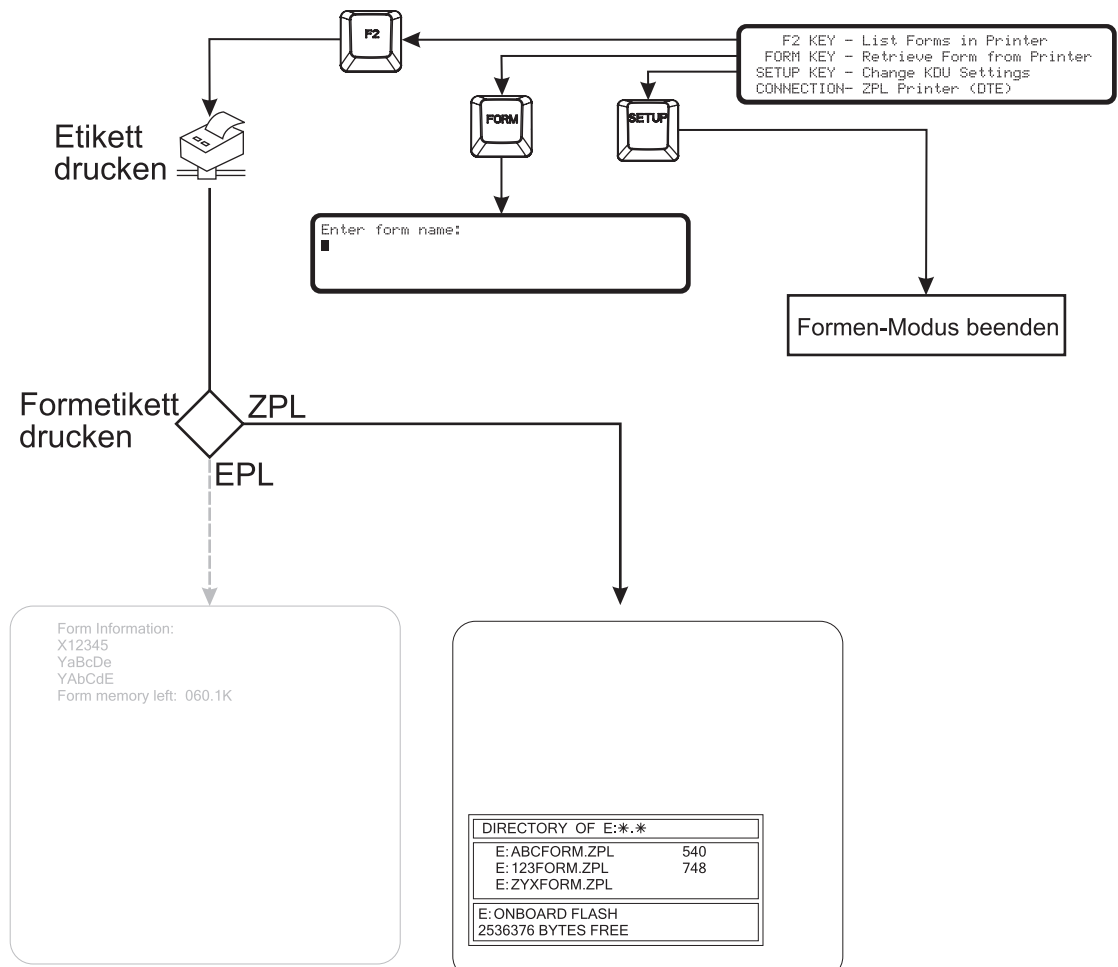 F2
F2 KEY - List Forms in Printer
FORM KEY - Retrieve Form from Printer
SETUP KEY - Change KDU Settings
CONNECTION- ZPL Printer (DTE)
FORM
SETUP
Etikett
drucken
Enter form name:
Formen-Modus beenden
Formetikett
drucken
ZPL
EPL
Form Information:
X12345
YaBcDe
YAbCdE
Form memory left: 060.1K
DIRECTORY OF E:*.*
E:ABCFORM.ZPL 540
E:123FORM.ZPL 748
E:ZYXFORM.ZPL
E:ONBOARD FLASH
2536376 BYTES FREE